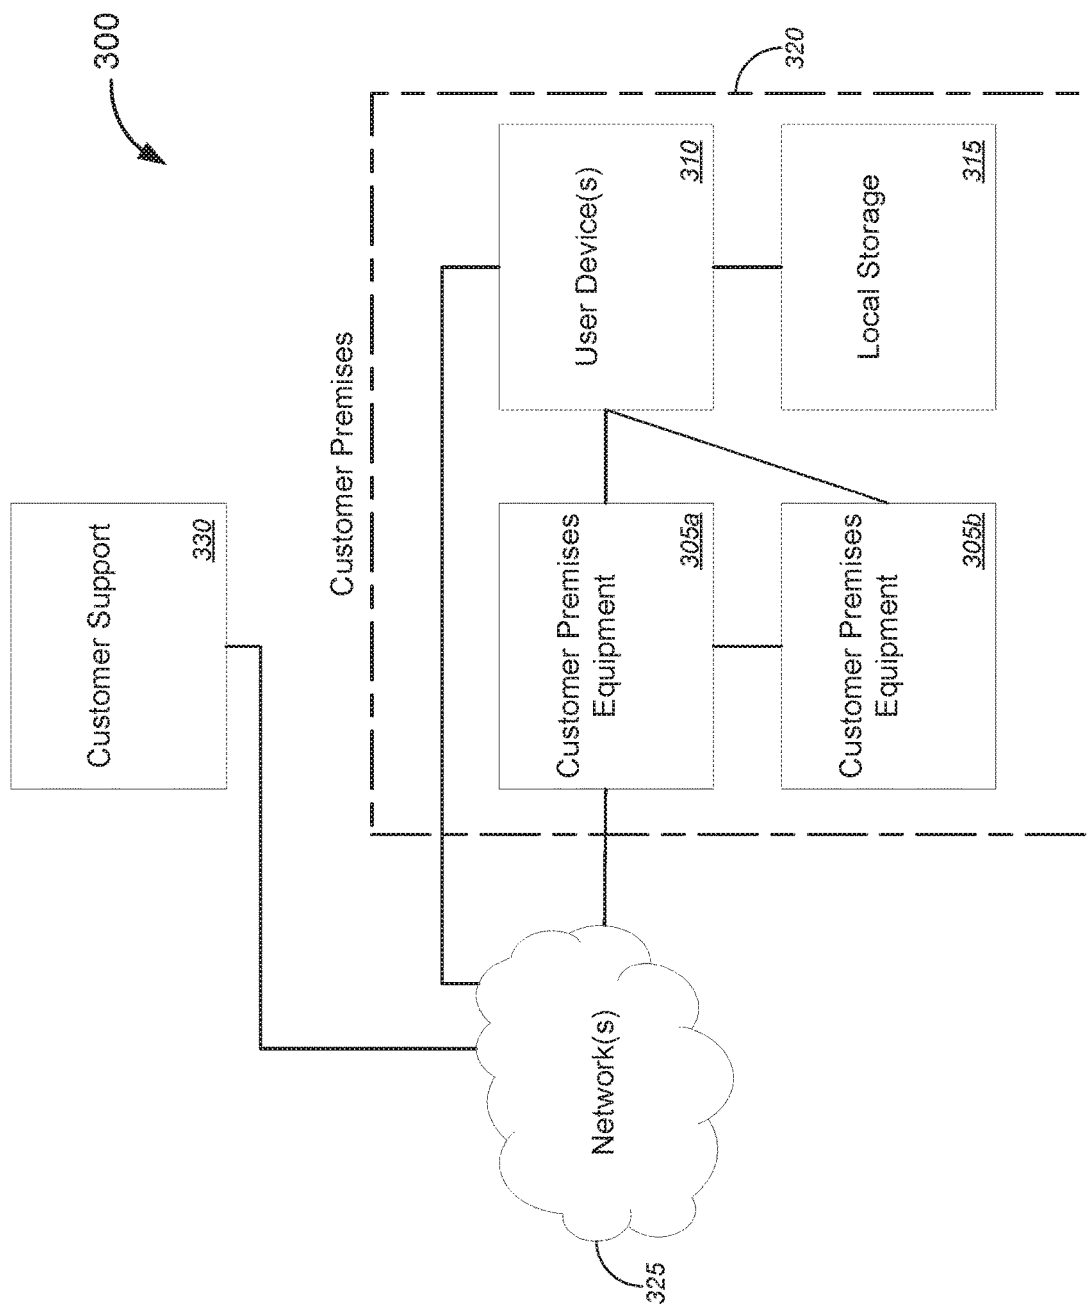 300
Customer Support
330
Customer Premises
320
Customer Premises
Equipment
305a
User Device(s)
310
Network(s)
325
Customer Premises
Equipment
305b
Local Storage
315